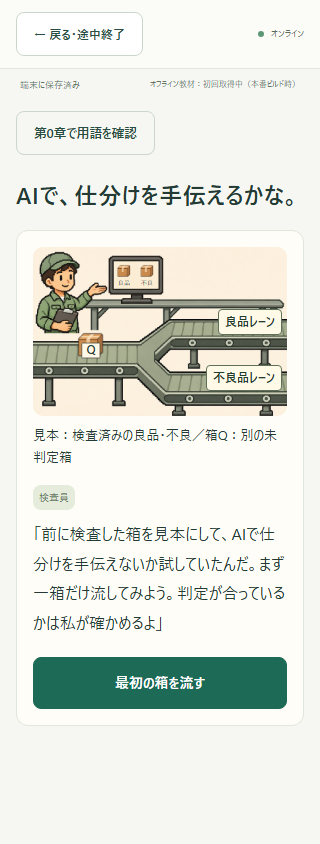 ← 戻る・途中終了
オンライン
端末に保存済み
オフライン教材：初回取得中（本番ビルド時）
第0章で用語を確認
AIで、仕分けを手伝えるかな。
良品 不良
良品レーン
Q
不良品レーン
見本：検査済みの良品・不良／箱Q：別の未
判定箱
検査員
「前に検査した箱を見本にして、AIで仕
分けを手伝えないか試していたんだ。まず
一箱だけ流してみよう。判定が合っている
かは私が確かめるよ」
最初の箱を流す